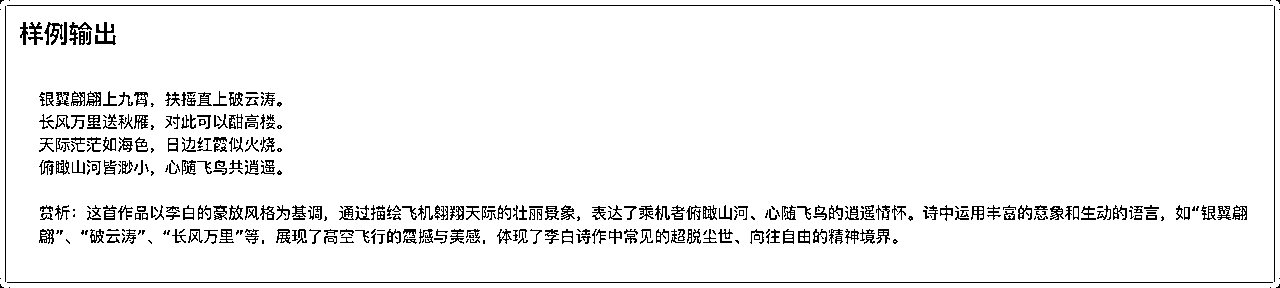 样例输出
银翼翩翩上九霄，扶摇直上破云涛。
长风万里送秋雁，对此可以酣高楼。
天际茫茫如海色，日边红霞似火烧。
俯瞰山河皆渺小，心随飞鸟共逍遥。
赏析：这首作品以李白的豪放风格为基调，通过描绘飞机翱翔天际的壮丽景象，表达了乘机者俯瞰山河、心随飞鸟的逍遥情怀。诗中运用丰富的意象和生动的语言，如“银翼翩
翩”、“破云涛”、“长风万里”等，展现了高空飞行的震撼与美感，体现了李白诗作中常见的超脱尘世、向往自由的精神境界。